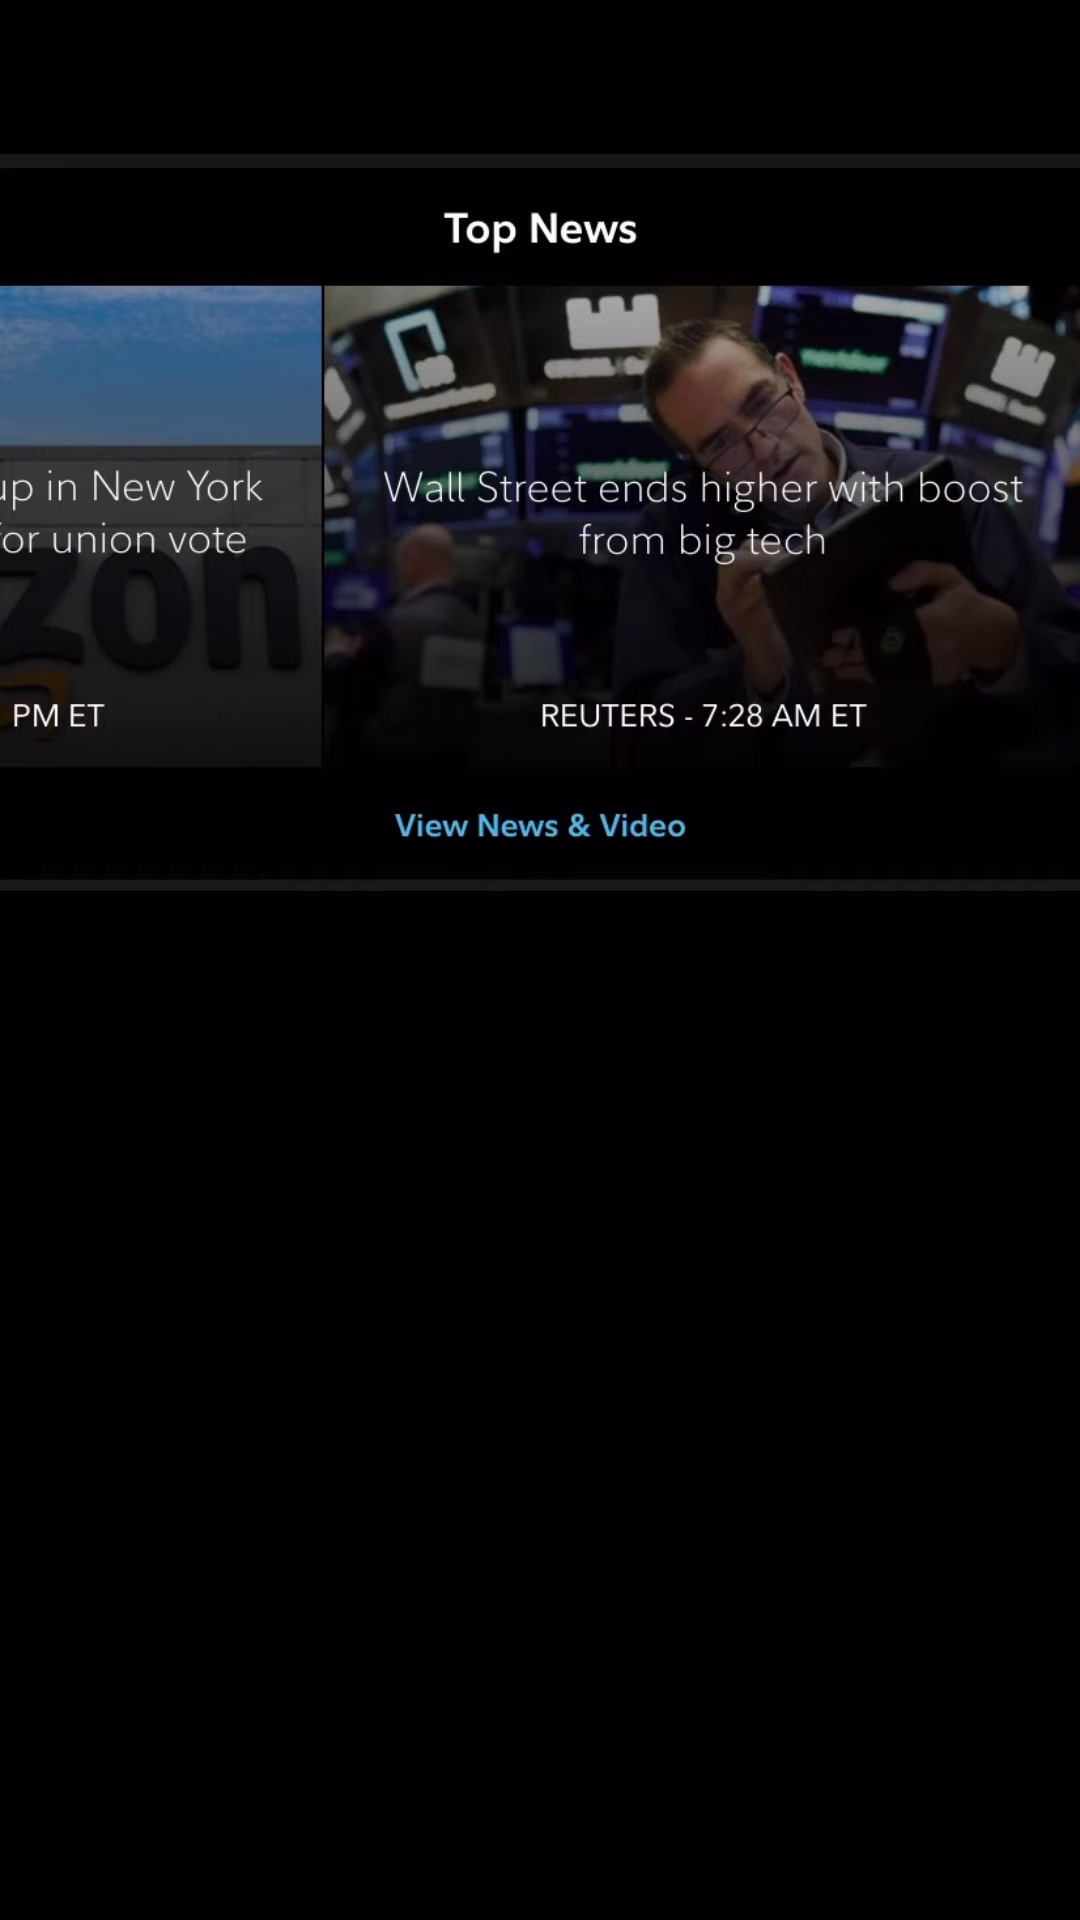 Top News
up in New York
for union vote
zon
PM ET
Wall Street ends higher with boost
from big tech
REUTERS - 7:28 AM ET
View News & Video